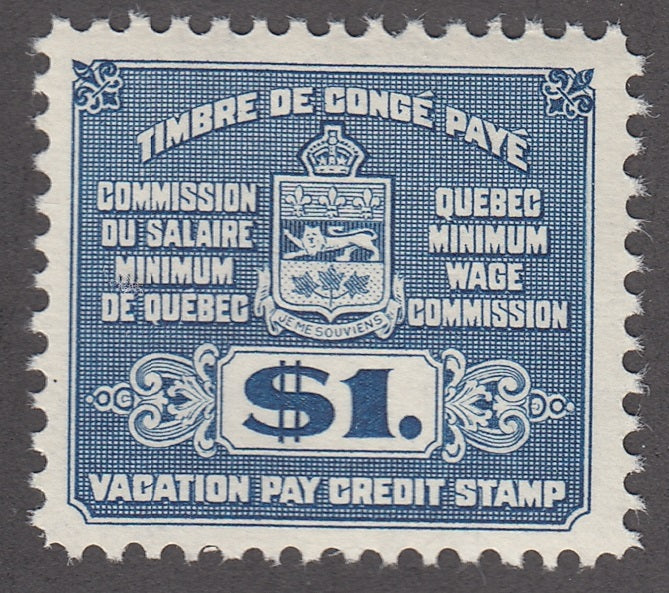 TIMBRE DE CONGÉ PAYÉ
COMMISSION
DU SALAIRE
MINIMUM
DE QUÉBEC
QUEBEC
MINIMUM
WAGE
COMMISSION
JE ME SOUVIENS
$1.
VACATION PAY CREDIT STAMP